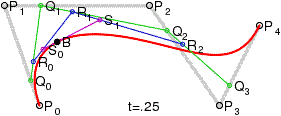 P1 Q1 R1 S1 P2
Q2 R2 P4
B S0 R0
Q0 Q3
P0 t=.25 P3